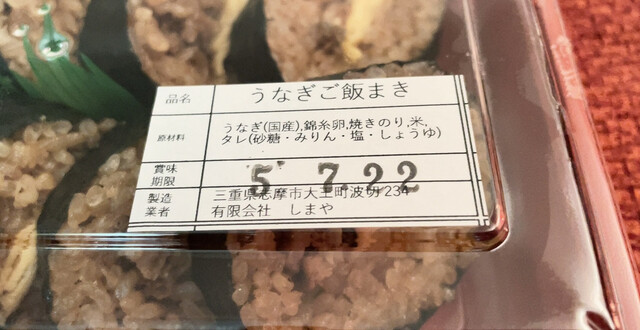 品名 うなぎご飯まき
原材料 うなぎ(国産),錦糸卵,焼きのり,米,
タレ(砂糖・みりん・塩・しょうゆ)
賞味
期限 5 7.22
製造 三重県志摩市大王町波切234
業者 有限会社 しまや